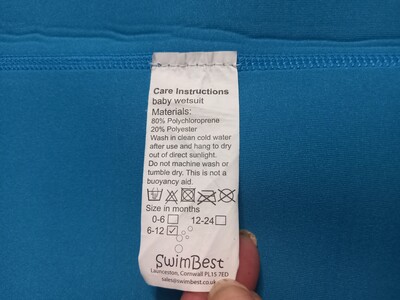 Care Instructions
baby wetsuit
Materials:
80% Polychloroprene
20% Polyester
Wash in clean cold water
after use and hang to dry
out of direct sunlight.
Do not machine wash or
tumble dry. This is not a
buoyancy aid.
Size in months
0-6 12-24
6-12
SwimBest
Launceston, Cornwall PL15 7ED
sales@swimbest.co.uk